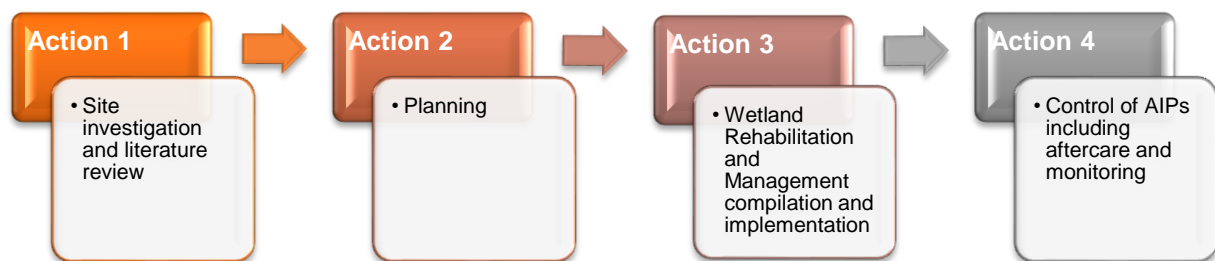 Action 1
• Site
investigation
and literature
review
Action 2
• Planning
Action 3
• Wetland
Rehabilitation
and
Management
compilation and
implementation
Action 4
• Control of AIPs
including
aftercare and
monitoring